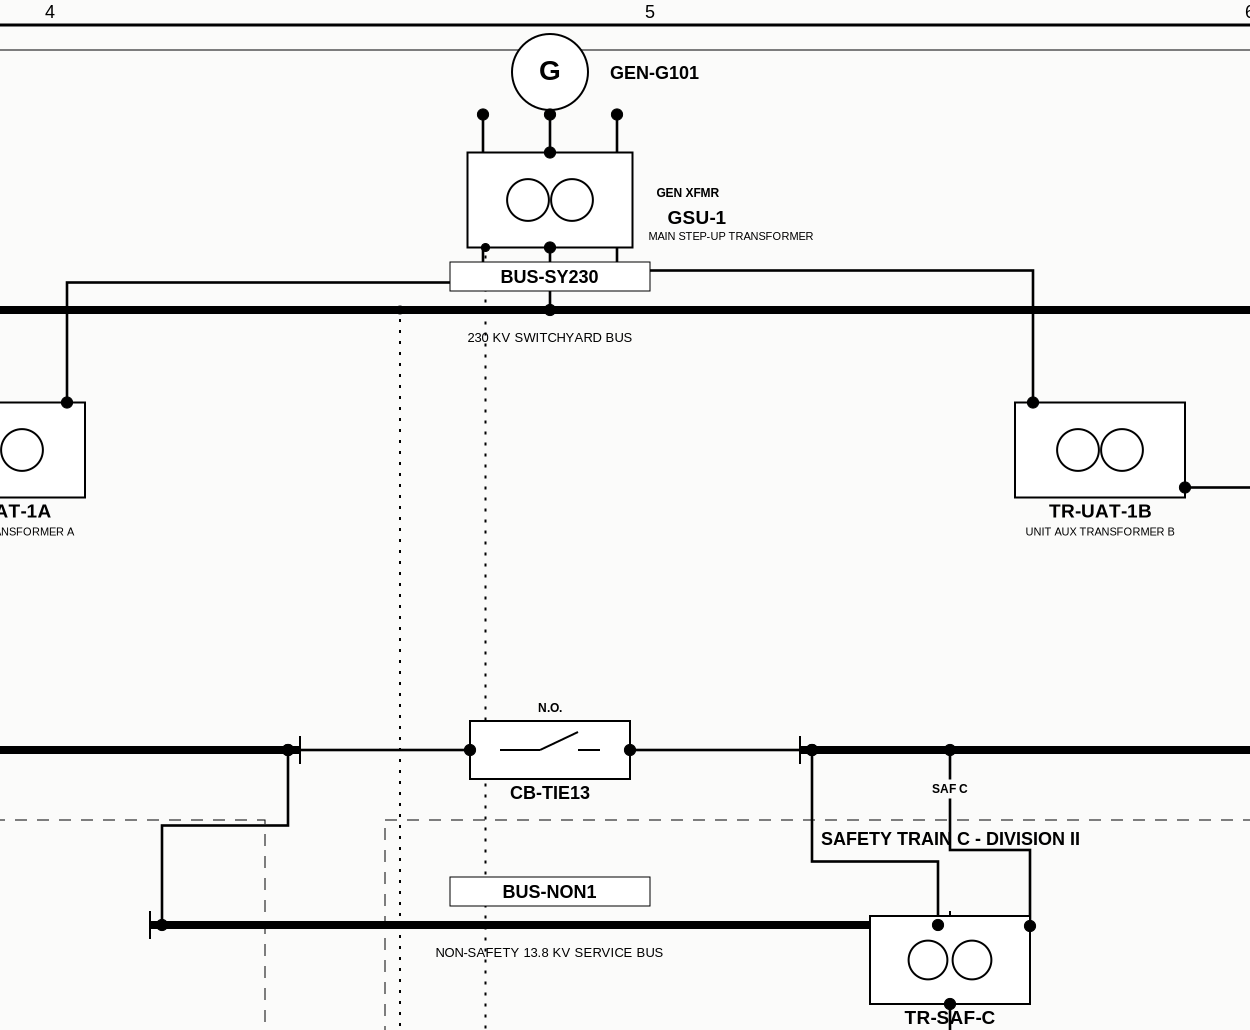 4
5
6
G
GEN-G101
GEN XFMR
GSU-1
MAIN STEP-UP TRANSFORMER
BUS-SY230
230 KV SWITCHYARD BUS
AT-1A
ANSFORMER A
TR-UAT-1B
UNIT AUX TRANSFORMER B
N.O.
CB-TIE13
SAF C
SAFETY TRAIN C - DIVISION II
BUS-NON1
NON-SAFETY 13.8 KV SERVICE BUS
TR-SAF-C